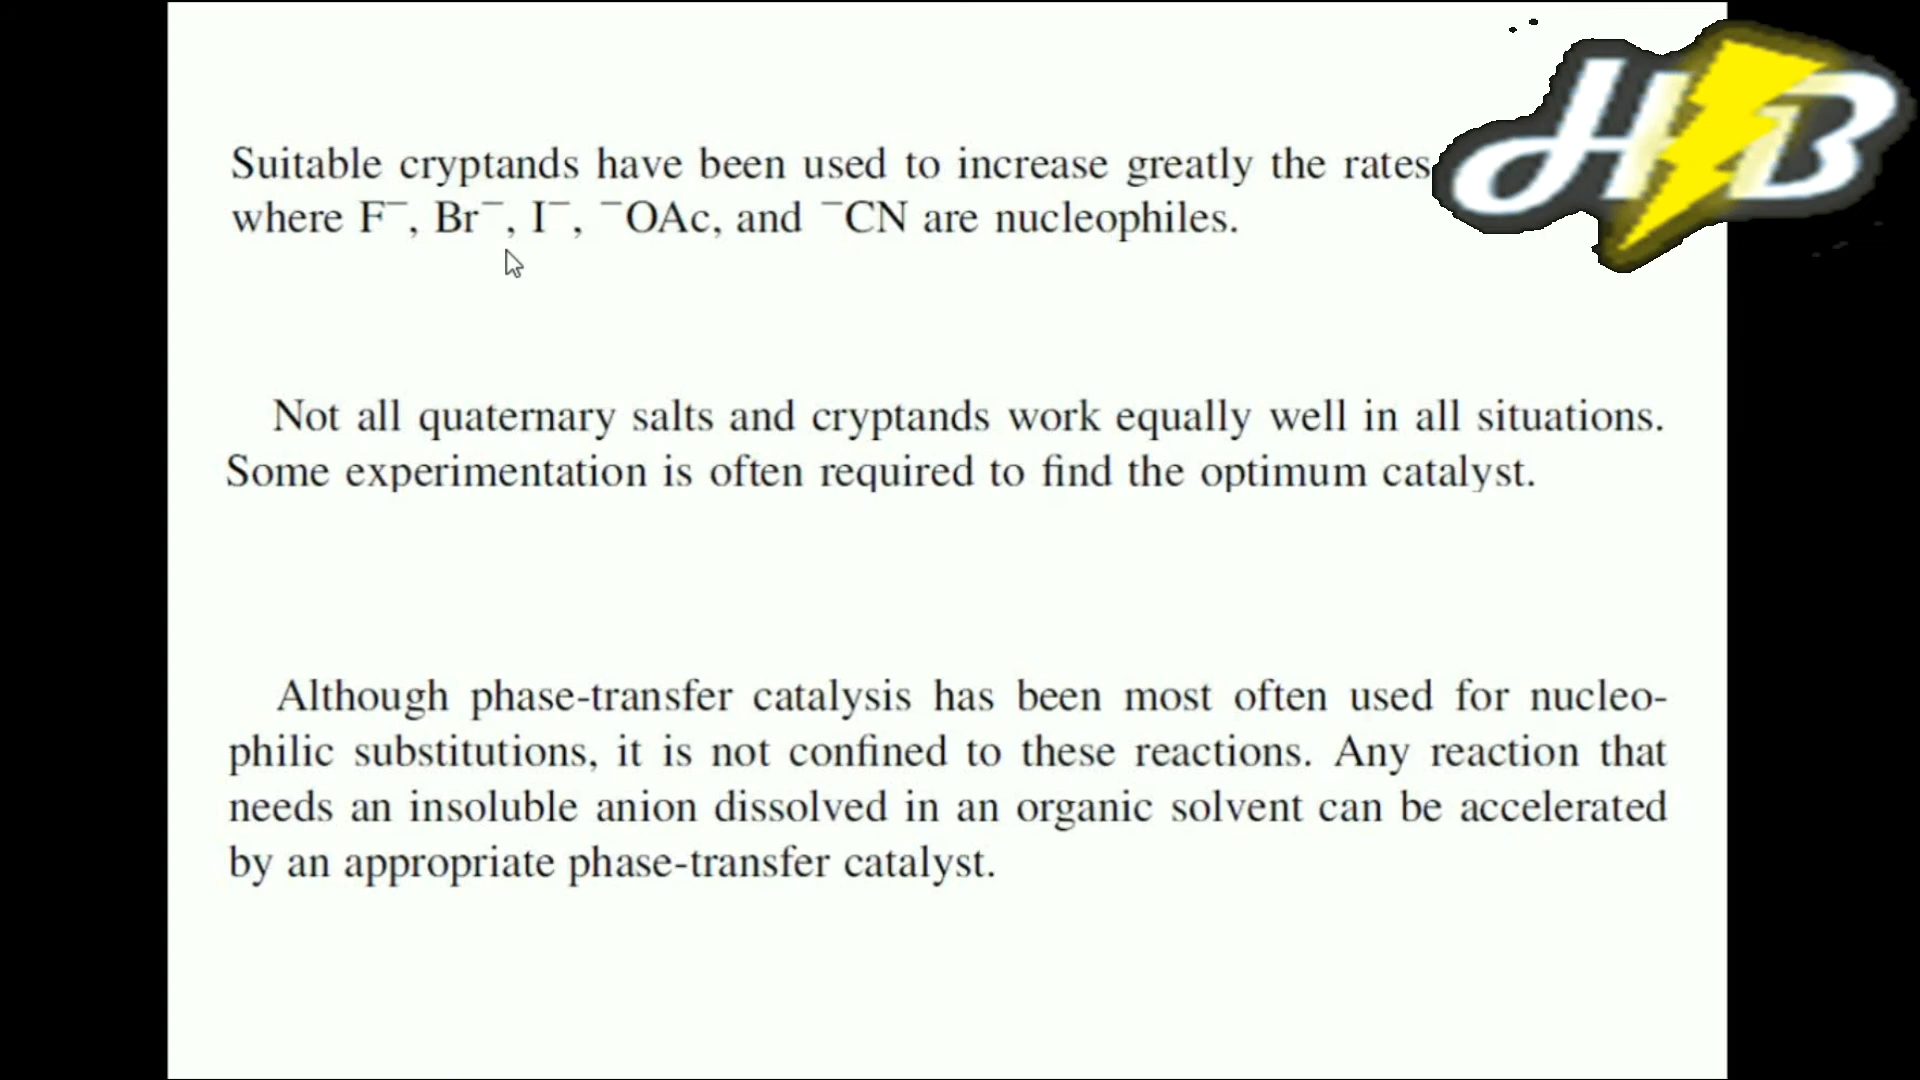 Suitable cryptands have been used to increase greatly the rates
where F⁻, Br⁻, I⁻, ⁻OAc, and ⁻CN are nucleophiles.
Not all quaternary salts and cryptands work equally well in all situations.
Some experimentation is often required to find the optimum catalyst.
Although phase-transfer catalysis has been most often used for nucleo-
philic substitutions, it is not confined to these reactions. Any reaction that
needs an insoluble anion dissolved in an organic solvent can be accelerated
by an appropriate phase-transfer catalyst.
HB